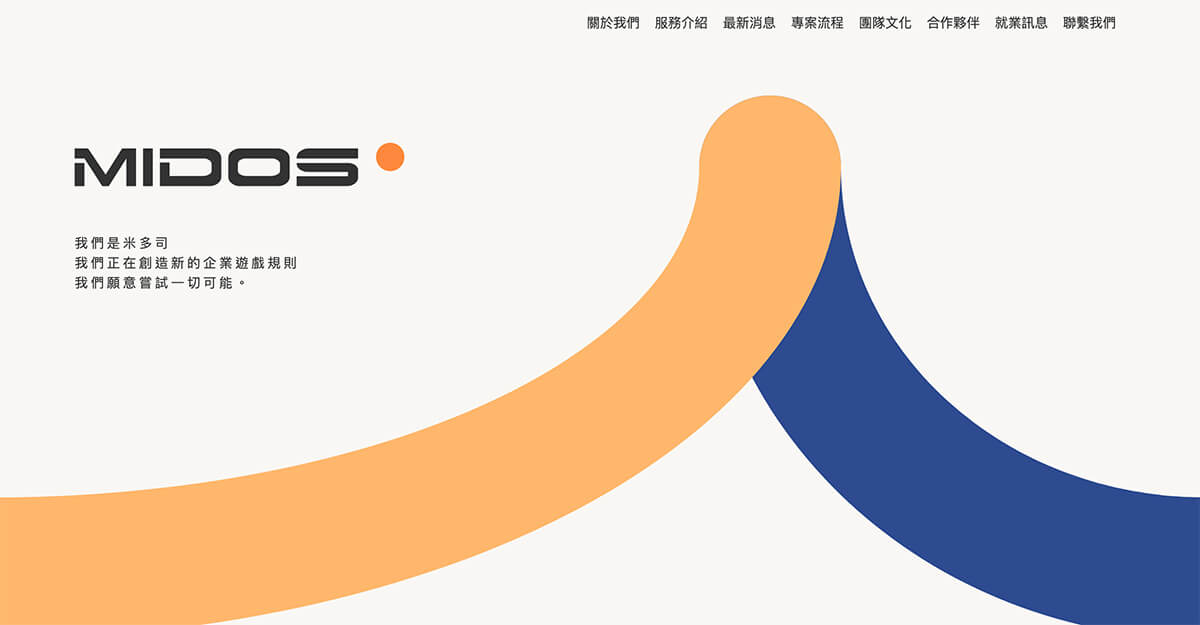 關於我們 服務介紹 最新消息 專案流程 團隊文化 合作夥伴 就業訊息 聯繫我們
MIDOS
我們是米多司
我們正在創造新的企業遊戲規則
我們願意嘗試一切可能。